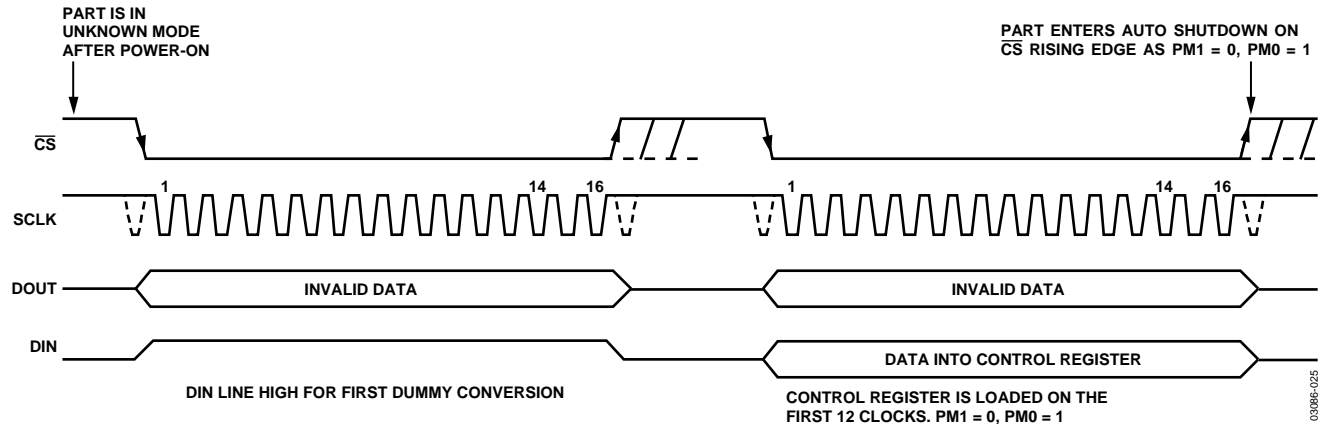 PART IS IN
UNKNOWN MODE
AFTER POWER-ON
PART ENTERS AUTO SHUTDOWN ON
CS RISING EDGE AS PM1 = 0, PM0 = 1
CS
1 14 16 1 14 16
SCLK
DOUT INVALID DATA INVALID DATA
DIN DATA INTO CONTROL REGISTER
DIN LINE HIGH FOR FIRST DUMMY CONVERSION
CONTROL REGISTER IS LOADED ON THE
FIRST 12 CLOCKS. PM1 = 0, PM0 = 1
03086-025